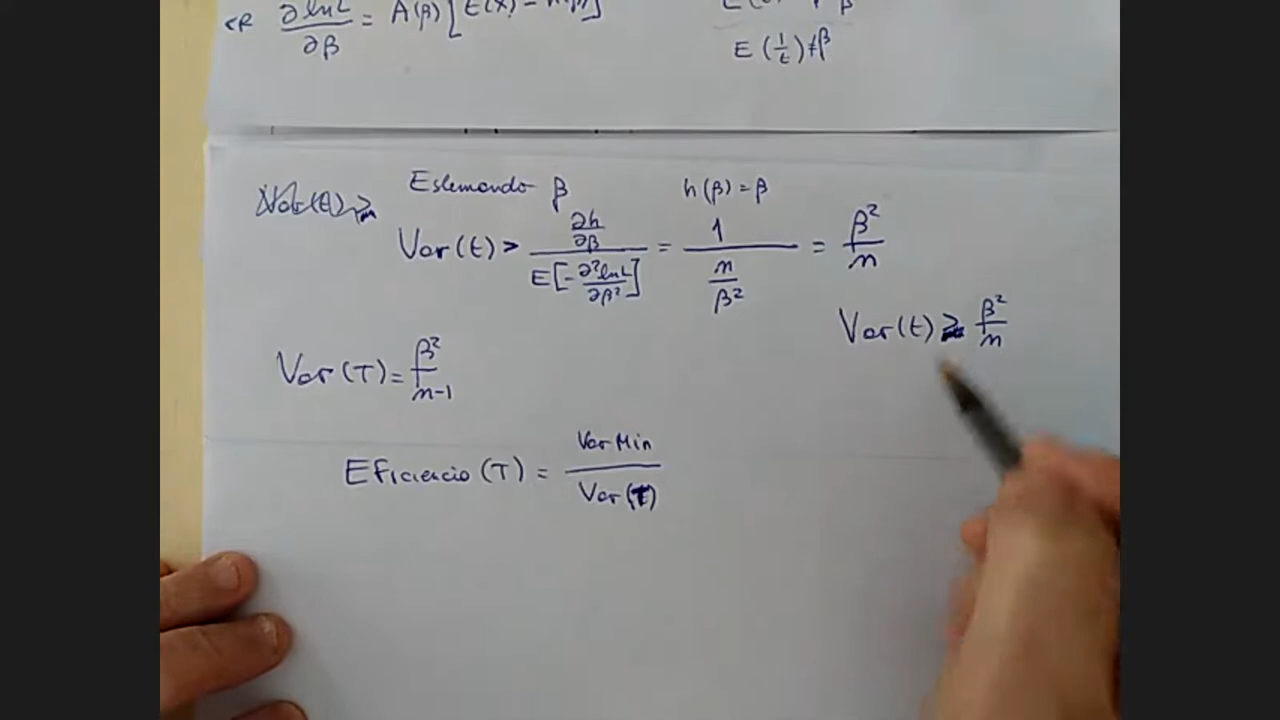 CR ∂lnL/∂β = A(β)[E(x) - h(β)]
E(1/t)≠β
Var(t) ≥
Estimando β
h(β) = β
Var(t) > ∂h/∂β / E[-∂²lnL/∂β²] = 1 / (n/β²) = β²/n
Var(t) ≥ β²/n
Var(T) = β²/n-1
Eficiencia(T) = Var Min / Var(T)